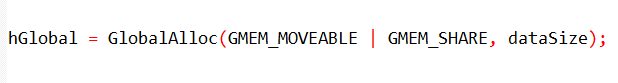 hGlobal = GlobalAlloc(GMEM_MOVEABLE | GMEM_SHARE, dataSize);